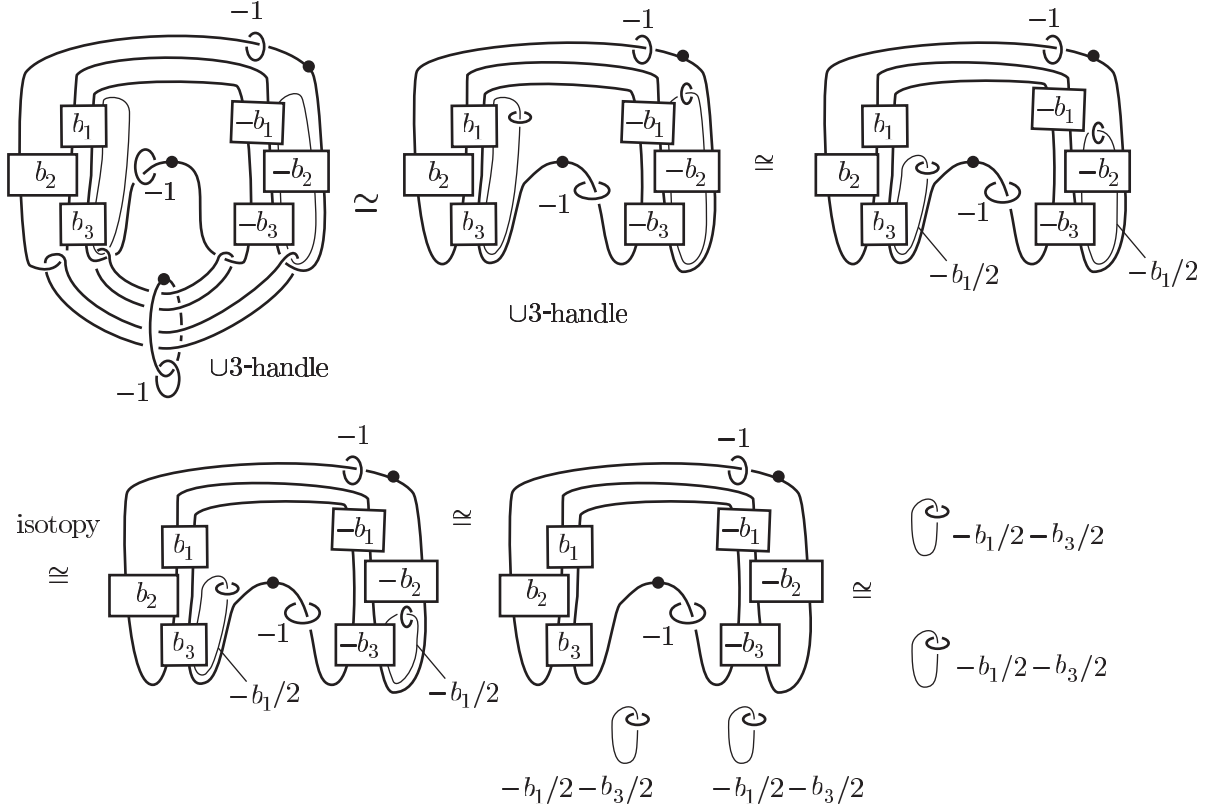 −1 −1 −1
b₁ −b₁ b₁ −b₁ b₁ −b₁
b₂ −1 −b₂ ≃ b₂ −b₂ ≅ b₂ −b₂
b₃ −b₃ b₃ −1 −b₃ b₃ −1 −b₃
−b₁/2 −b₁/2
∪3-handle
−1 ∪3-handle
−1 −1
isotopy ≅ −b₁/2 −b₃/2
b₁ −b₁ b₁ −b₁
≅ b₂ −b₂ b₂ −b₂ ≅
b₃ −1 −b₃ b₃ −1 −b₃ −b₁/2 −b₃/2
−b₁/2 −b₁/2
−b₁/2 −b₃/2 −b₁/2 −b₃/2